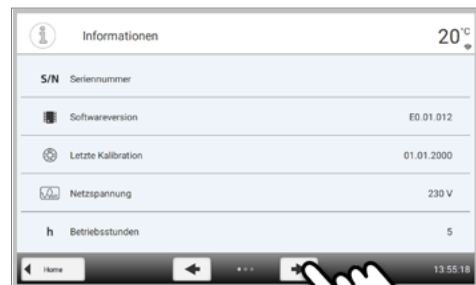 Informationen 20°C
S/N Seriennummer
Softwareversion E0.01.012
Letzte Kalibration 01.01.2000
Netzspannung 230 V
h Betriebsstunden 5
Home 13:55:18